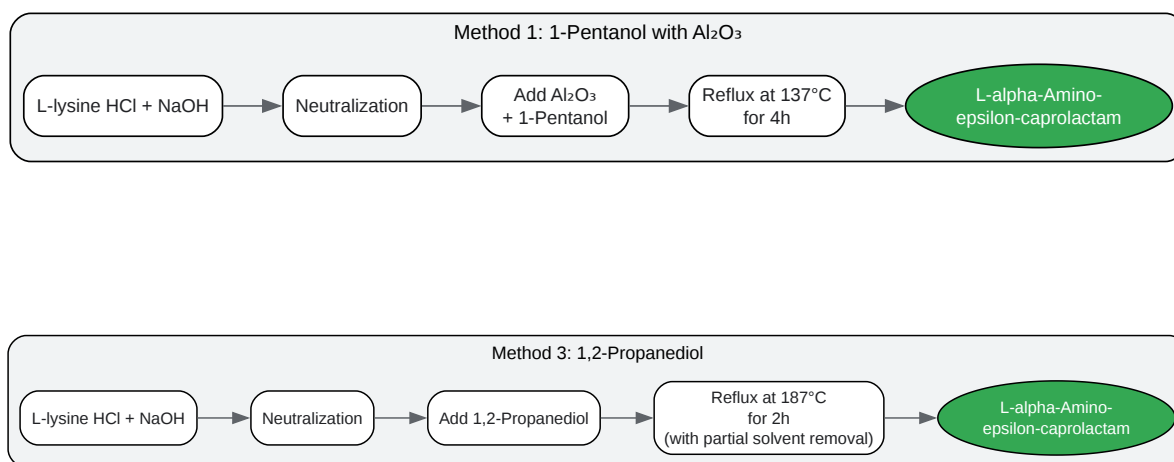 Method 1: 1-Pentanol with Al₂O₃
L-lysine HCl + NaOH
Neutralization
Add Al₂O₃
+ 1-Pentanol
Reflux at 137°C
for 4h
L-alpha-Amino-
epsilon-caprolactam
Method 3: 1,2-Propanediol
L-lysine HCl + NaOH
Neutralization
Add 1,2-Propanediol
Reflux at 187°C
for 2h
(with partial solvent removal)
L-alpha-Amino-
epsilon-caprolactam